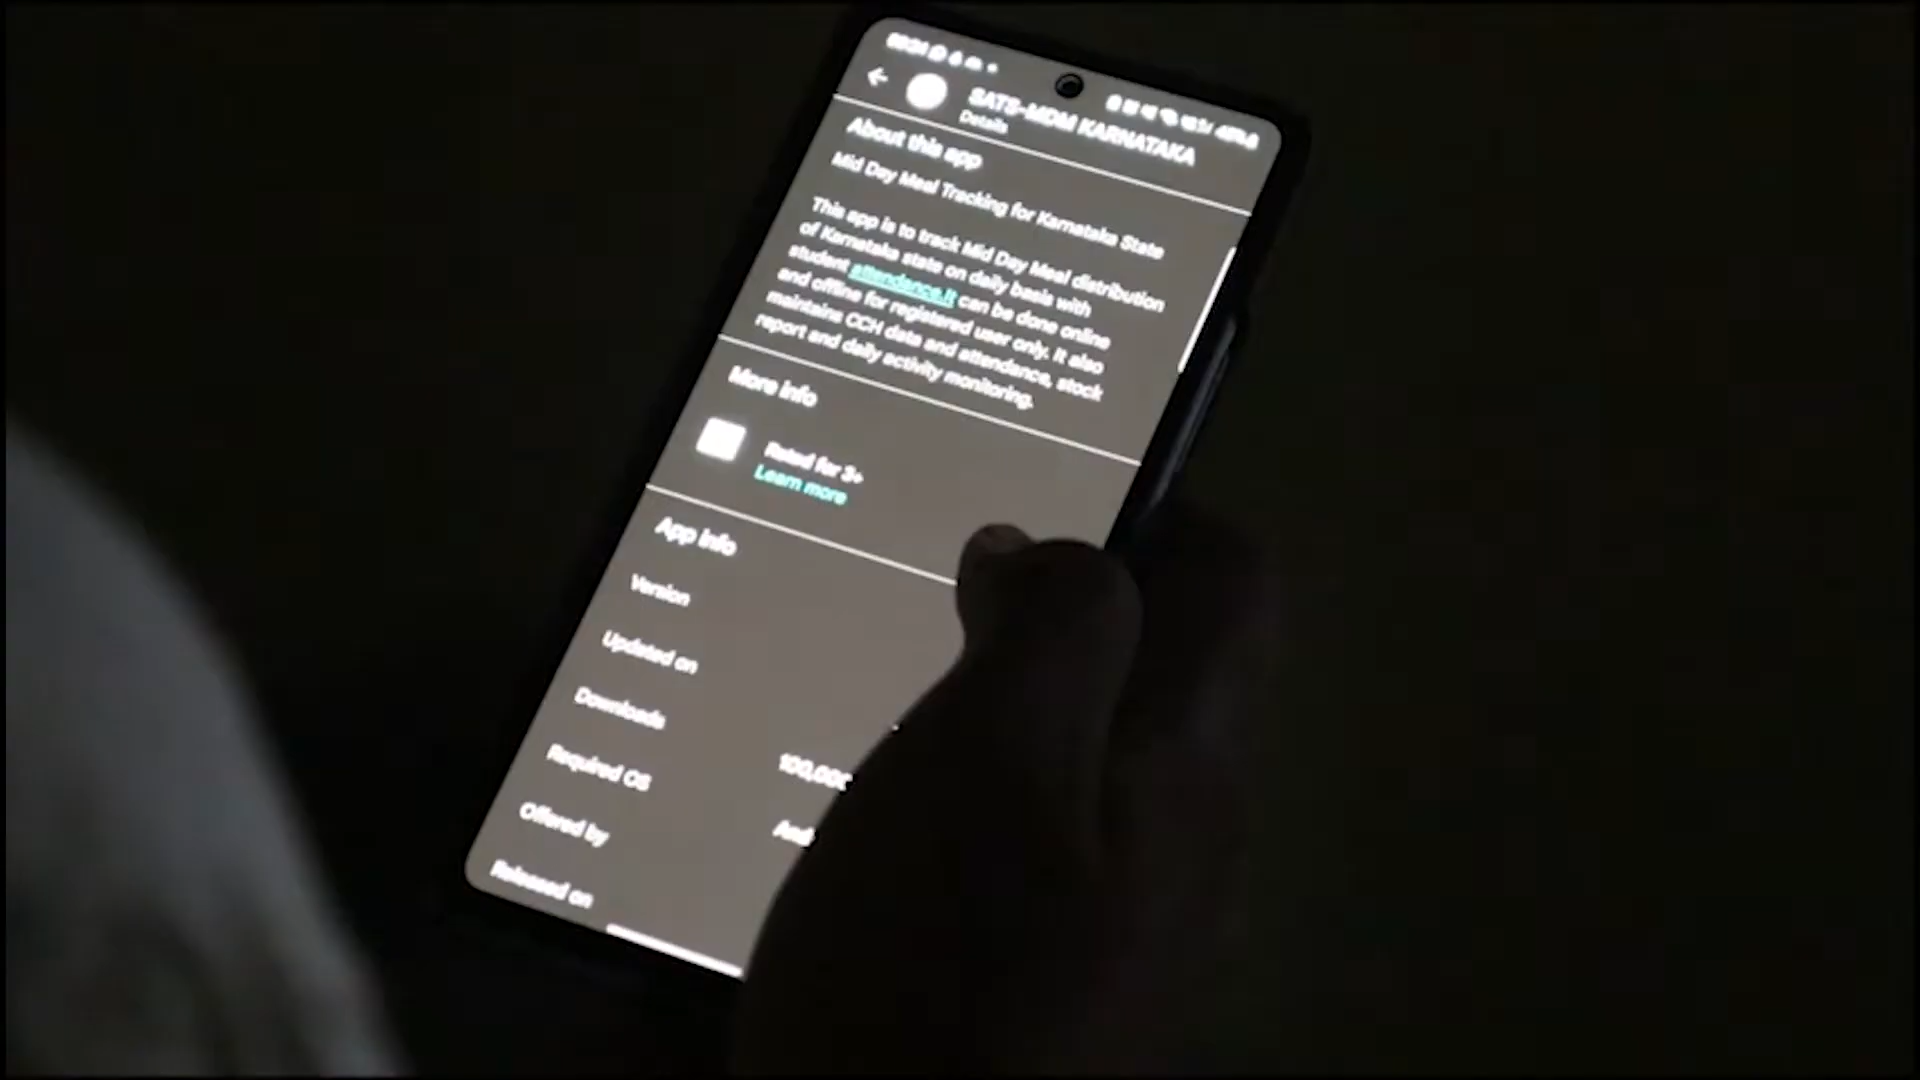 SATS-MDM KARNATAKA
Details
About this app
Mid Day Meal Tracking for Karnataka State
This app is to track Mid Day Meal distribution
of Karnataka state on daily basis with
student attendance.It can be done online
and offline for registered user only. It also
maintains CCH data and attendance, stock
report and daily activity monitoring.
More info
Rated for 3+
Learn more
App info
Version
Updated on
Downloads
100,00
Required OS
And
Offered by
Released on